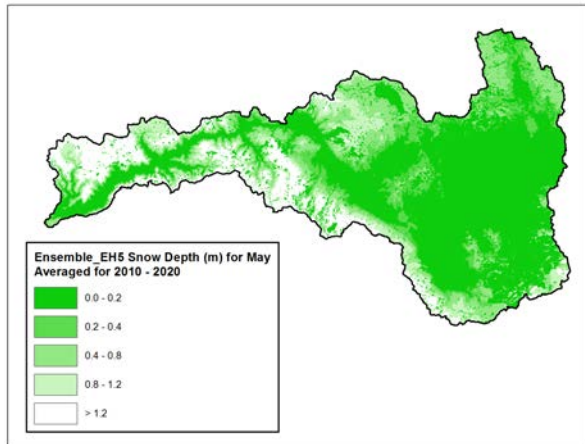 Ensemble_EH5 Snow Depth (m) for May
Averaged for 2010 - 2020
0.0 - 0.2
0.2 - 0.4
0.4 - 0.8
0.8 - 1.2
> 1.2